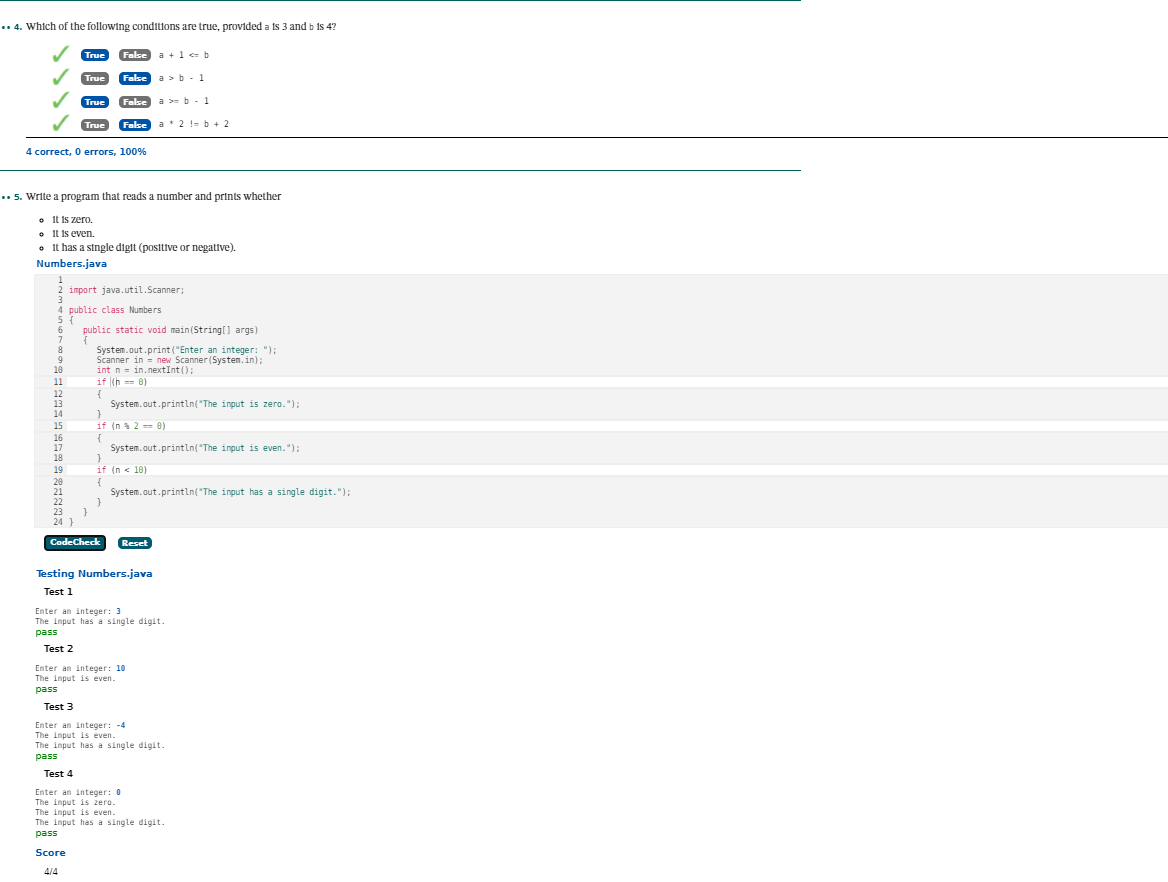 •• 4. Which of the following conditions are true, provided a is 3 and b is 4?
True False a + 1 <= b
True False a > b - 1
True False a >= b - 1
True False a * 2 != b + 2
4 correct, 0 errors, 100%
•• 5. Write a program that reads a number and prints whether
it is zero.
it is even.
it has a single digit (positive or negative).
Numbers.java
1
2 import java.util.Scanner;
3
4 public class Numbers
5 {
6 public static void main(String[] args)
7 {
8 System.out.print("Enter an integer: ");
9 Scanner in = new Scanner(System.in);
10 int n = in.nextInt();
11 if (n == 0)
12 {
13 System.out.println("The input is zero.");
14 }
15 if (n % 2 == 0)
16 {
17 System.out.println("The input is even.");
18 }
19 if (n < 10)
20 {
21 System.out.println("The input has a single digit.");
22 }
23 }
24 }
CodeCheck Reset
Testing Numbers.java
Test 1
Enter an integer: 3
The input has a single digit.
pass
Test 2
Enter an integer: 10
The input is even.
pass
Test 3
Enter an integer: -4
The input is even.
The input has a single digit.
pass
Test 4
Enter an integer: 0
The input is zero.
The input is even.
The input has a single digit.
pass
Score
4/4